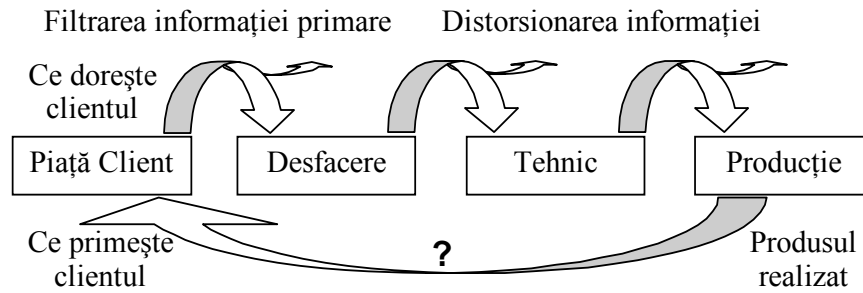 Filtrarea informației primare
Distorsionarea informației
Ce dorește
clientul
Piață Client
Desfacere
Tehnic
Producție
Ce primește
clientul
?
Produsul
realizat